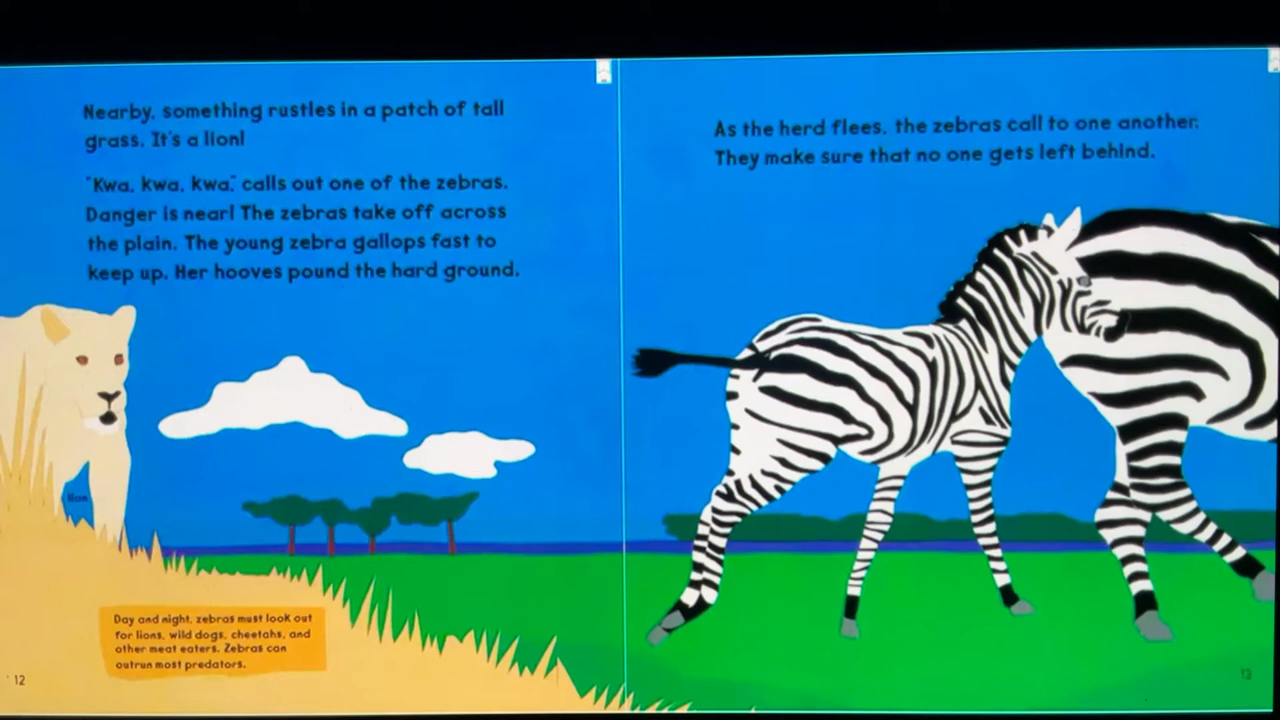 Nearby, something rustles in a patch of tall
grass. It's a lion!
"Kwa, kwa, kwa," calls out one of the zebras.
Danger is near! The zebras take off across
the plain. The young zebra gallops fast to
keep up. Her hooves pound the hard ground.
lion
Day and night, zebras must look out
for lions, wild dogs, cheetahs, and
other meat eaters. Zebras can
outrun most predators.
12
As the herd flees, the zebras call to one another.
They make sure that no one gets left behind.
13